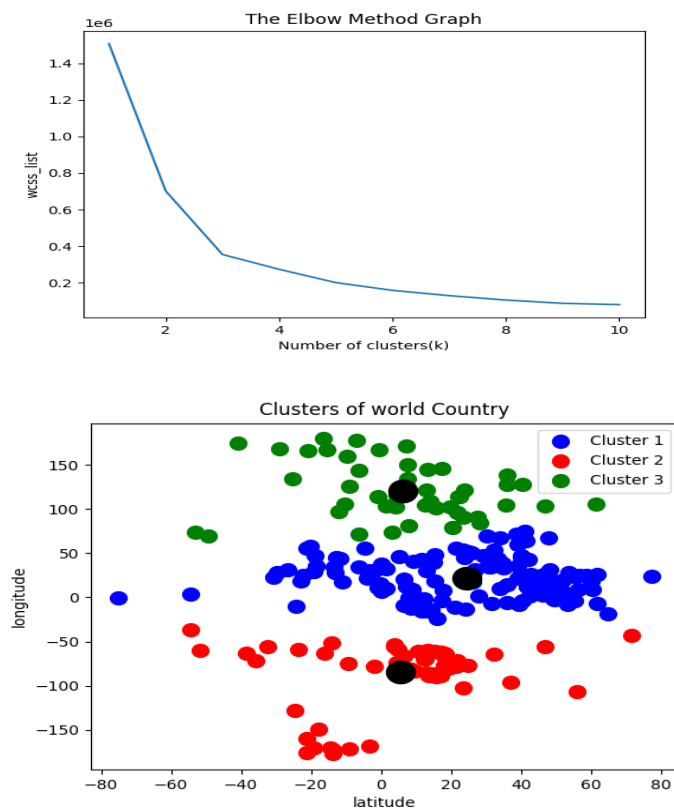 The Elbow Method Graph
1e6
1.4
1.2
1.0
0.8
0.6
0.4
0.2
wcss_list
2 4 6 8 10
Number of clusters(k)
Clusters of world Country
Cluster 1
Cluster 2
Cluster 3
150
100
50
0
−50
−100
−150
longitude
−80 −60 −40 −20 0 20 40 60 80
latitude